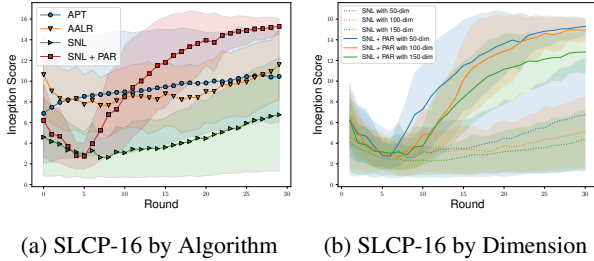 APT
AALR
SNL
SNL + PAR
Inception Score
16
14
12
10
8
6
4
2
0
0 5 10 15 20 25 30
Round
(a) SLCP-16 by Algorithm
SNL with 50-dim
SNL with 100-dim
SNL with 150-dim
SNL + PAR with 50-dim
SNL + PAR with 100-dim
SNL + PAR with 150-dim
Inception Score
16
14
12
10
8
6
4
2
0
0 5 10 15 20 25 30
Round
(b) SLCP-16 by Dimension